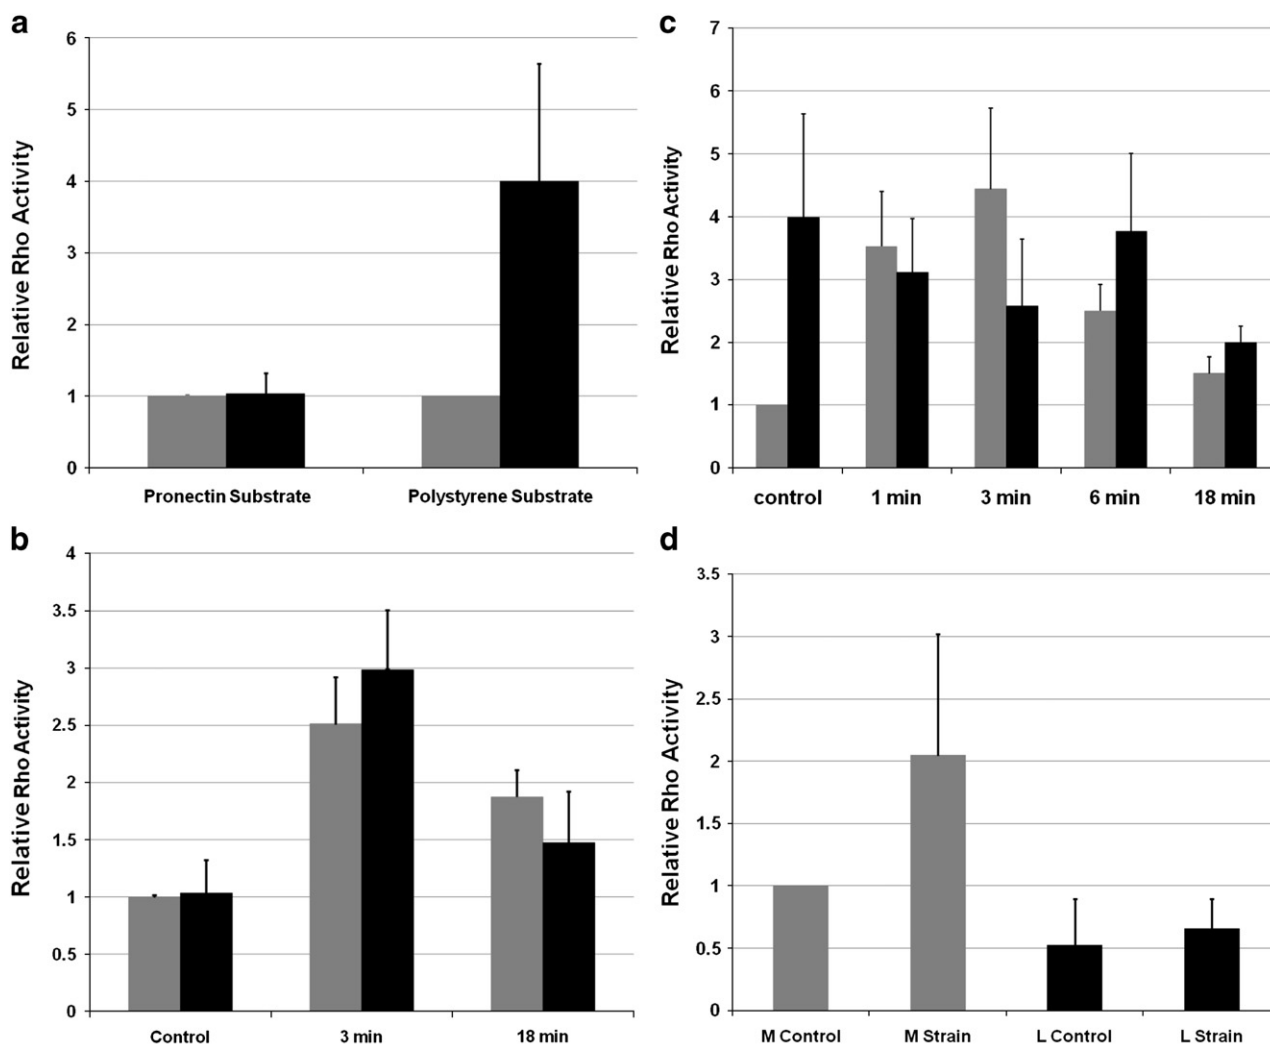 a
6
5
4
3
2
1
0
Relative Rho Activity
Pronectin Substrate Polystyrene Substrate
b
4
3.5
3
2.5
2
1.5
1
0.5
0
Relative Rho Activity
Control 3 min 18 min
c
7
6
5
4
3
2
1
0
Relative Rho Activity
control 1 min 3 min 6 min 18 min
d
3.5
3
2.5
2
1.5
1
0.5
0
Relative Rho Activity
M Control M Strain L Control L Strain